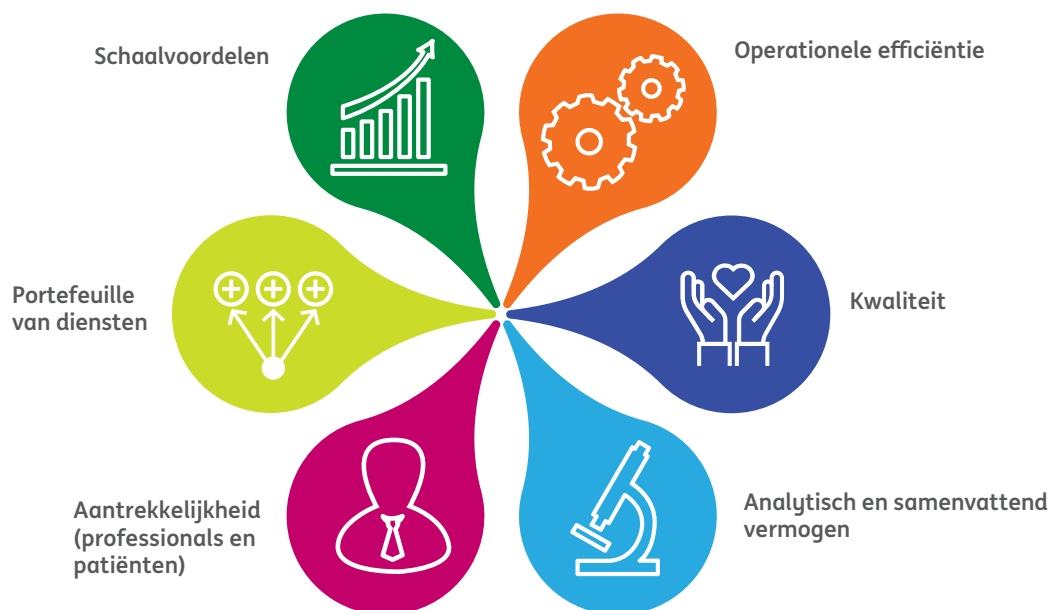 Schaalvoordelen
Operationele efficiëntie
Portefeuille
van diensten
Kwaliteit
Aantrekkelijkheid
(professionals en
patiënten)
Analytisch en samenvattend
vermogen